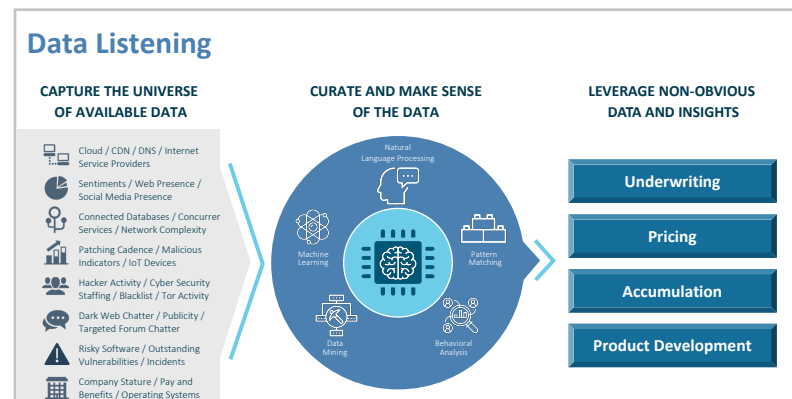 Data Listening
CAPTURE THE UNIVERSE
OF AVAILABLE DATA
Cloud / CDN / DNS / Internet
Service Providers
Sentiments / Web Presence /
Social Media Presence
Connected Databases / Concurrer
Services / Network Complexity
Patching Cadence / Malicious
Indicators / IoT Devices
Hacker Activity / Cyber Security
Staffing / Blacklist / Tor Activity
Dark Web Chatter / Publicity /
Targeted Forum Chatter
Risky Software / Outstanding
Vulnerabilities / Incidents
Company Stature / Pay and
Benefits / Operating Systems
CURATE AND MAKE SENSE
OF THE DATA
Natural
Language Processing
Machine
Learning
Pattern
Matching
Data
Mining
Behavioral
Analysis
LEVERAGE NON-OBVIOUS
DATA AND INSIGHTS
Underwriting
Pricing
Accumulation
Product Development